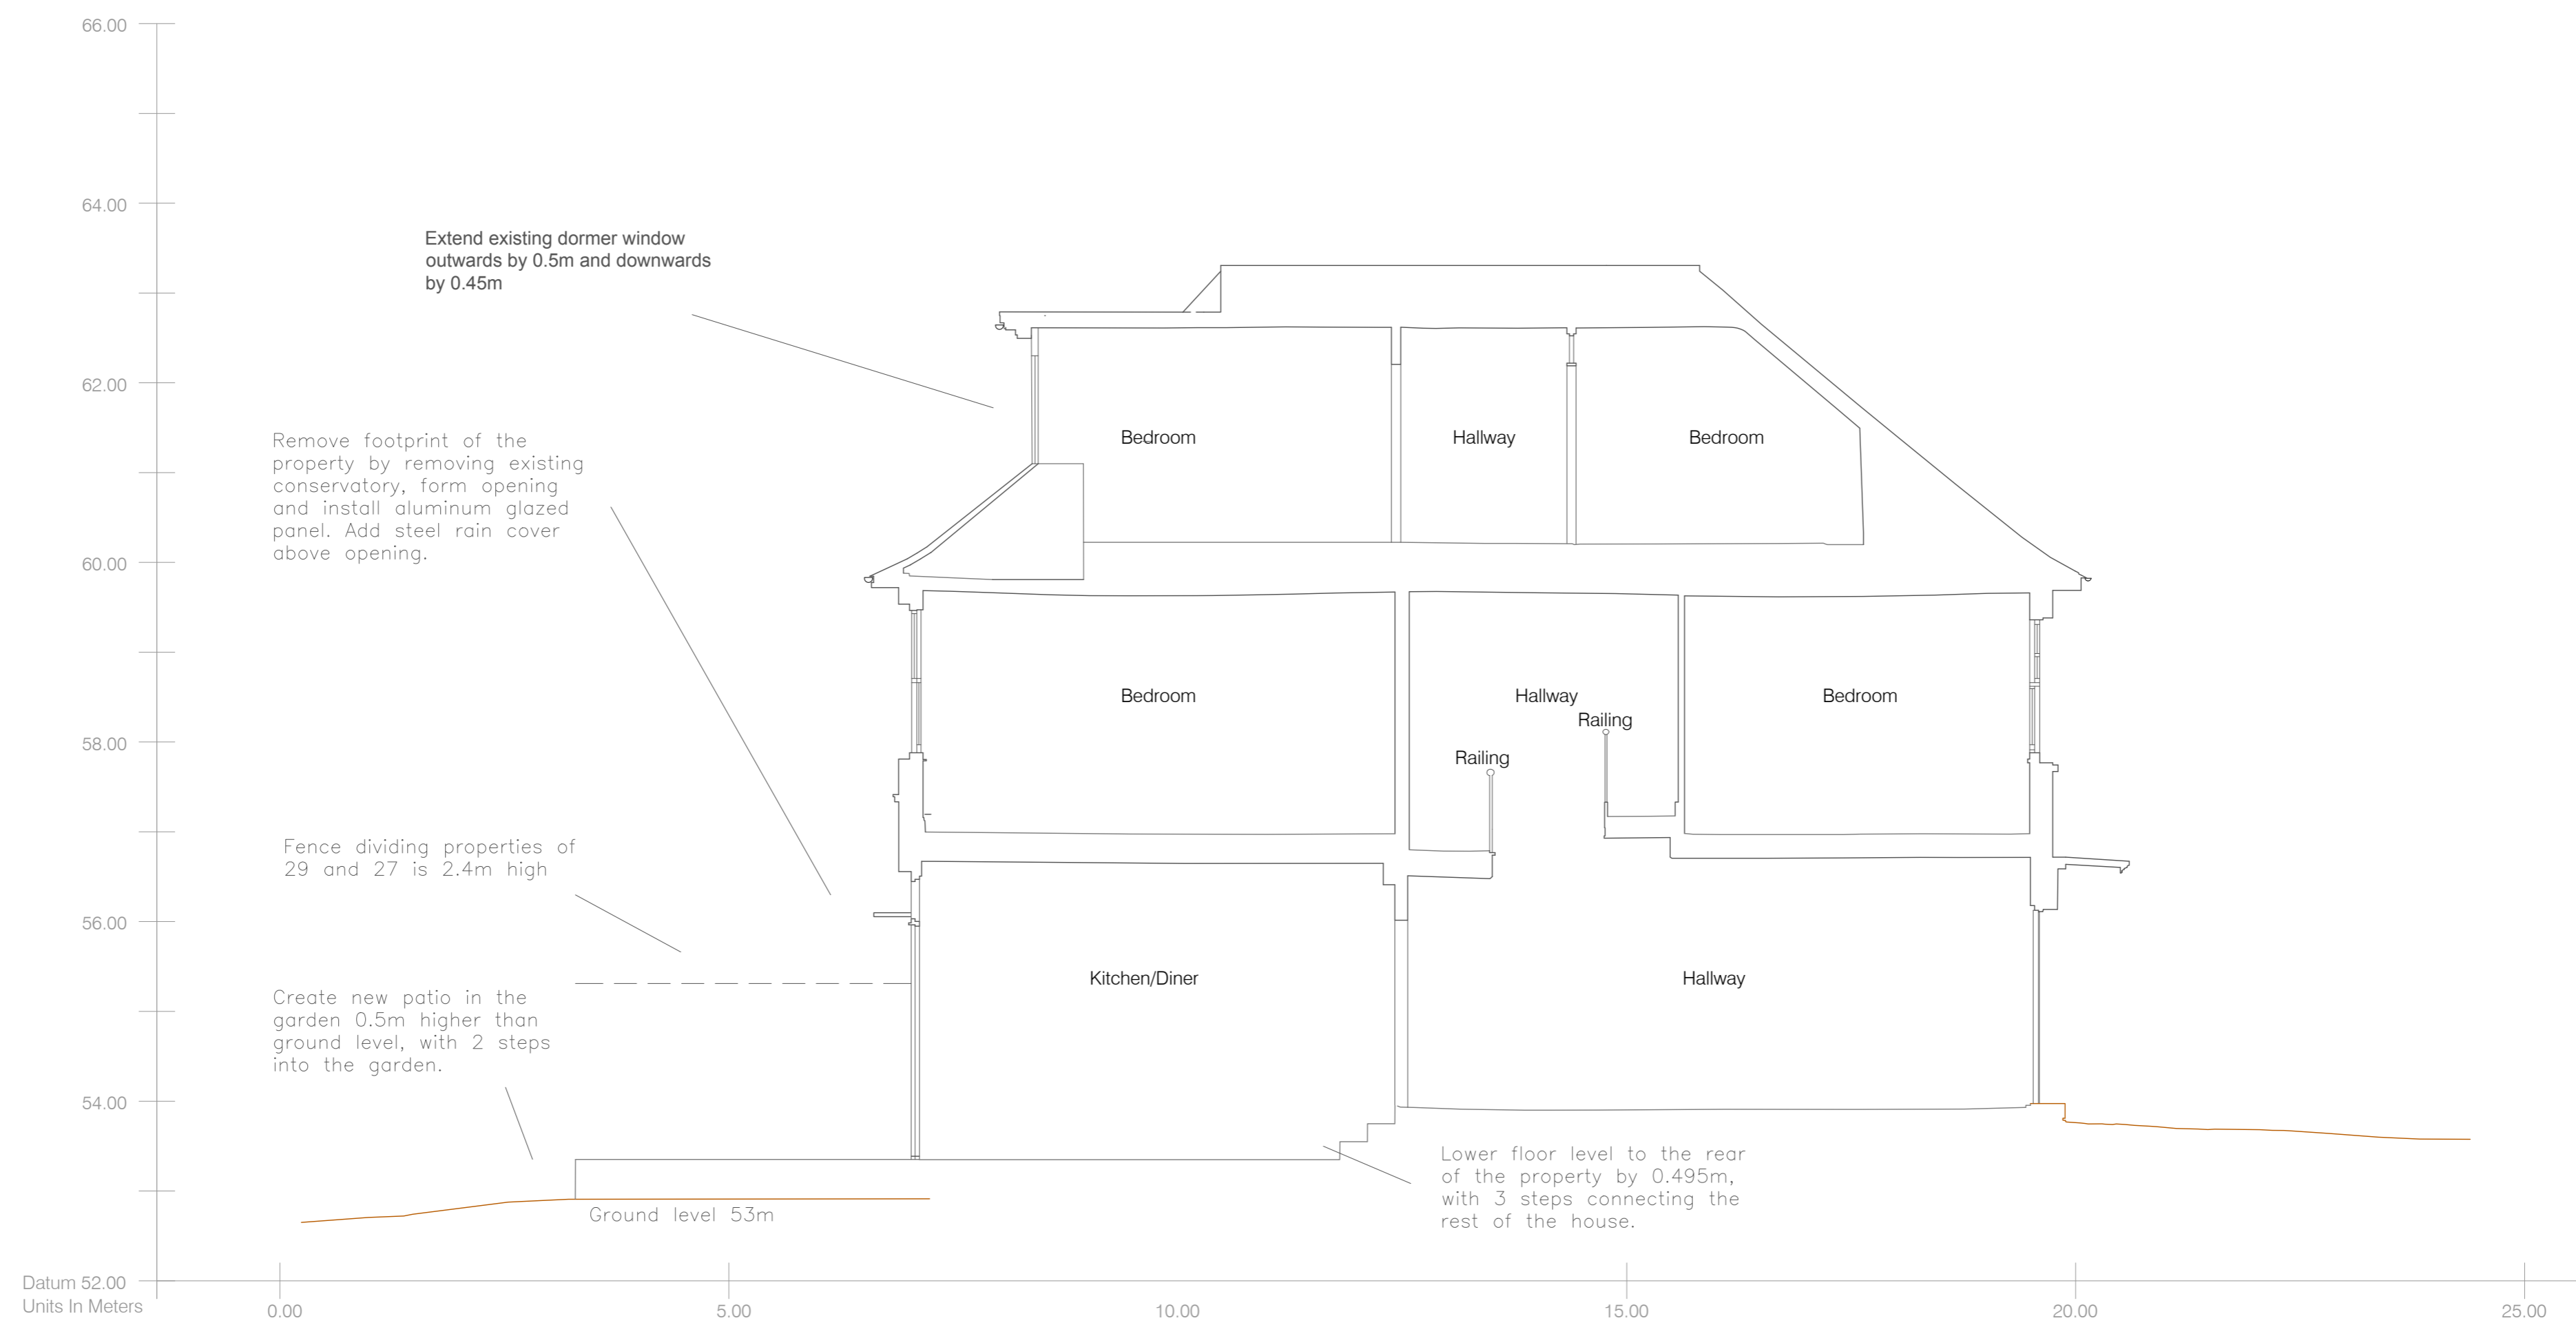 66.00
64.00
Extend existing dormer window
outwards by 0.5m and downwards
by 0.45m
62.00
Bedroom
Hallway
Bedroom
Remove footprint of the
property by removing existing
conservatory, form opening
and install aluminum glazed
panel. Add steel rain cover
above opening.
60.00
Bedroom
Hallway
Bedroom
Railing
58.00
Railing
Fence dividing properties of
29 and 27 is 2.4m high
56.00
Kitchen/Diner
Hallway
Create new patio in the
garden 0.5m higher than
ground level, with 2 steps
into the garden.
54.00
Lower floor level to the rear
of the property by 0.495m,
with 3 steps connecting the
rest of the house.
Ground level 53m
Datum 52.00
Units In Meters
0.00
5.00
10.00
15.00
20.00
25.00